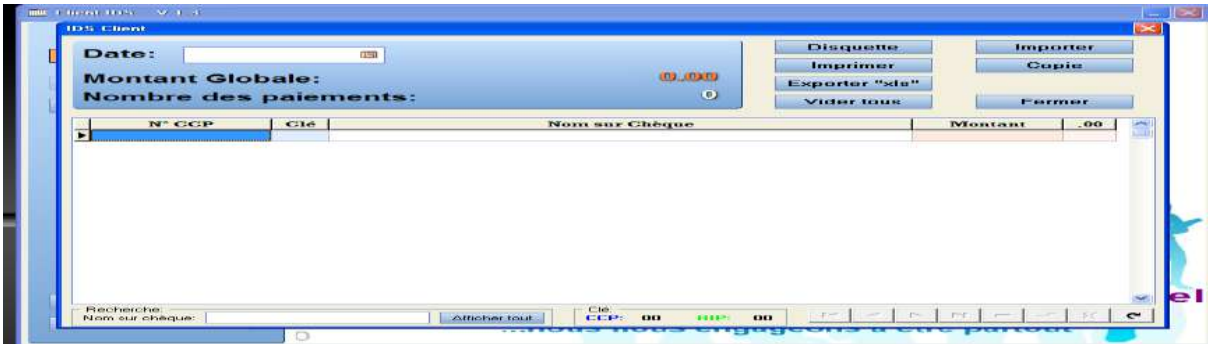 Client IDS V 1.3
IDS Client
Date:
Montant Globale: 0.,00
Nombre des paiements: 0
Disquette
Importer
Imprimer
Copie
Exporter "xls"
Vider tous
Fermer
N° CCP Clé Nom sur Chèque Montant .00
Recherche:
Nom sur chèque:
Afficher tout
Clé:
CCP: 00 RIP: 00
el
...nous nous engageons à être partout